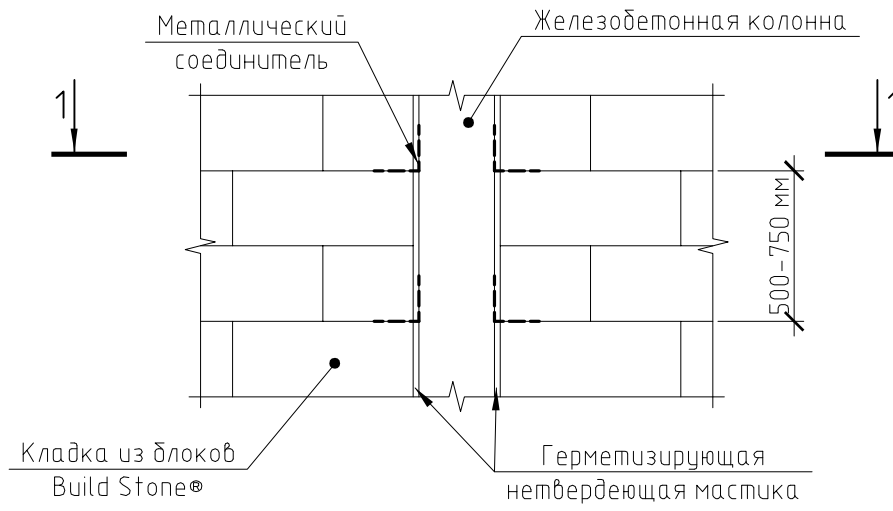 Металлический
соединитель
Железобетонная колонна
1
1
500-750 мм
Кладка из блоков
Build Stone®
Герметизирующая
нетвердеющая мастика